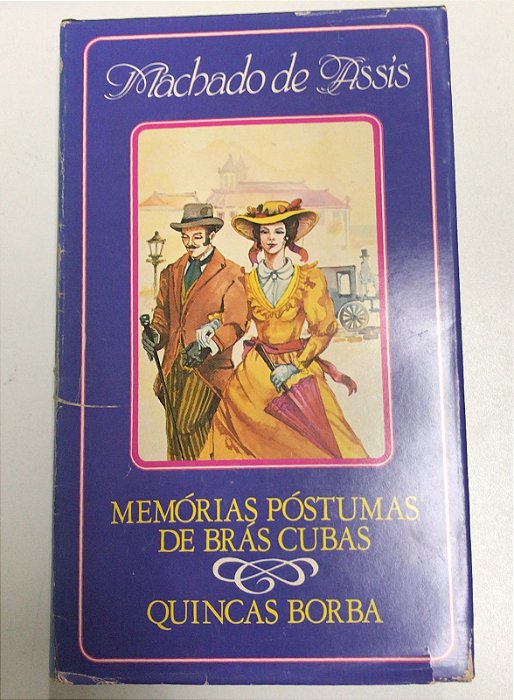 Machado de Assis
MEMÓRIAS PÓSTUMAS
DE BRÁS CUBAS
QUINCAS BORBA